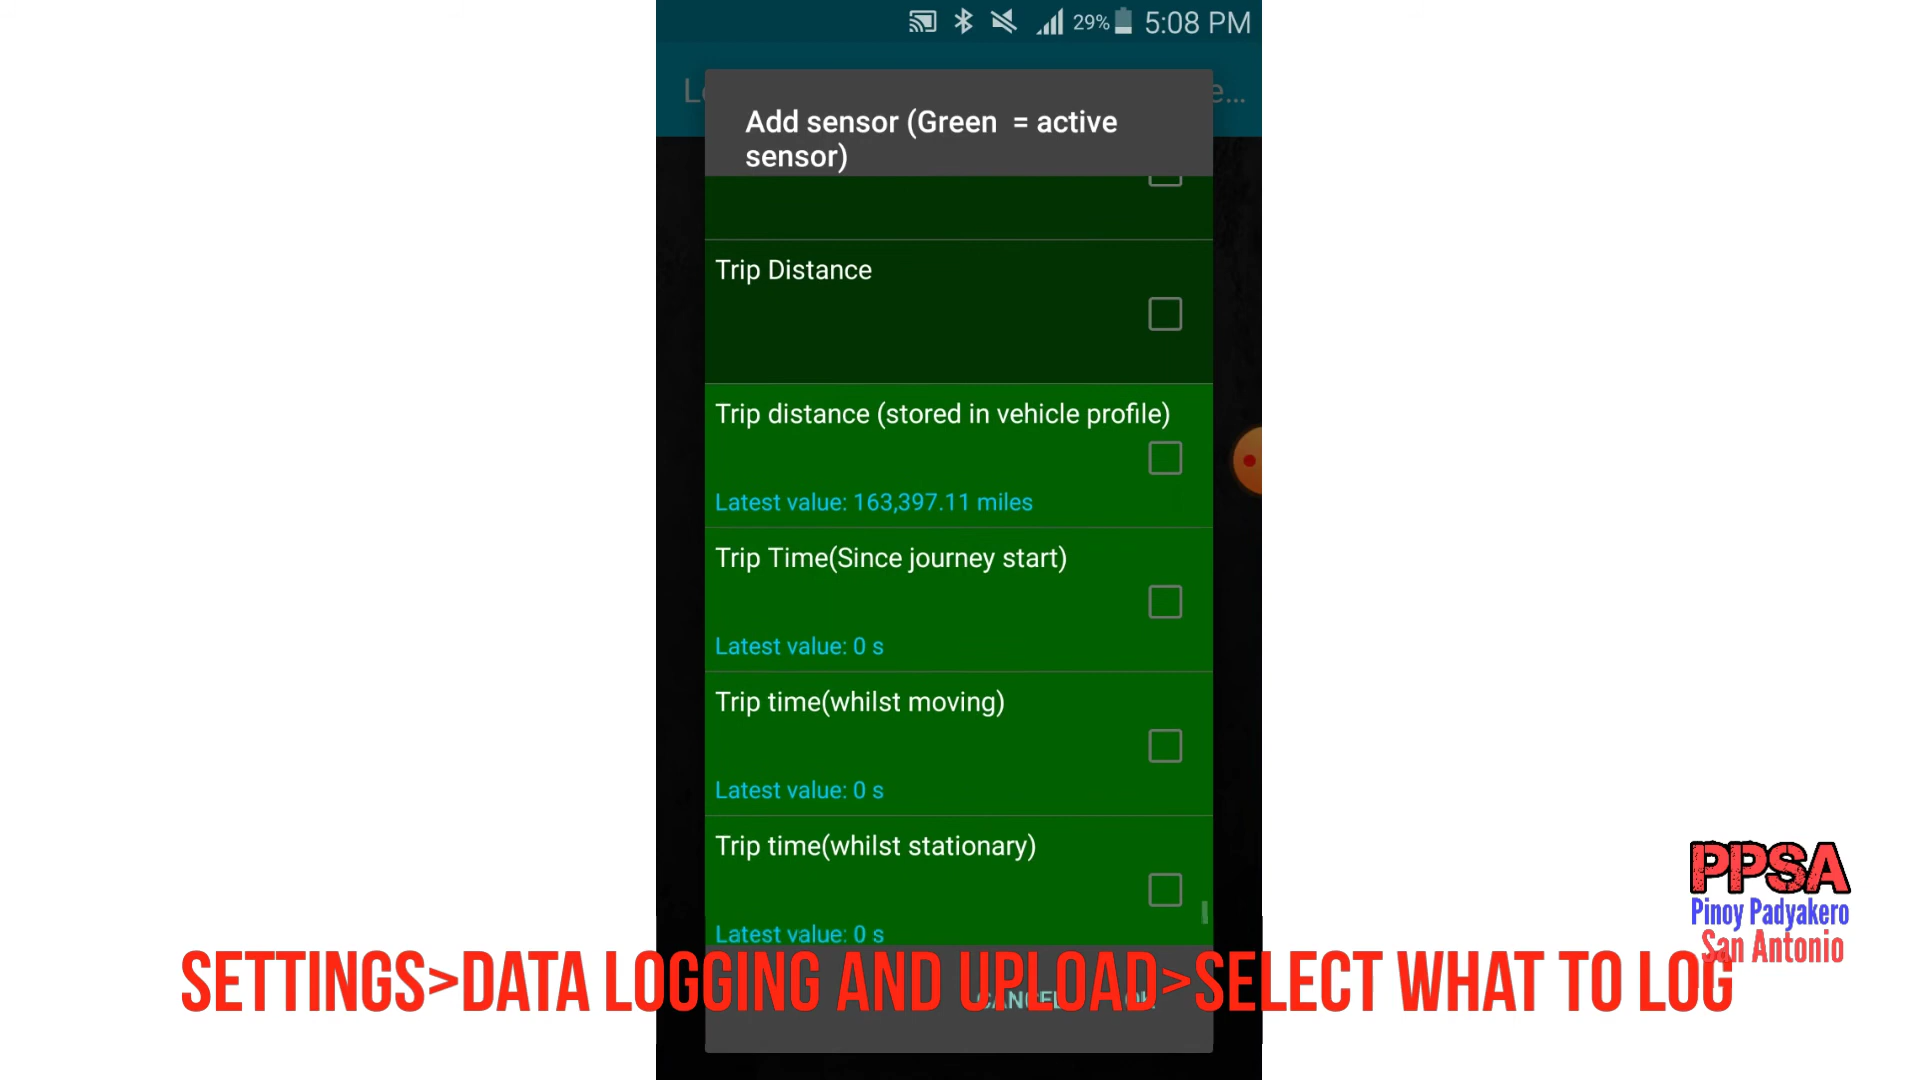 29% 5:08 PM
Add sensor (Green = active
sensor)
Trip Distance
Trip distance (stored in vehicle profile)
Latest value: 163,397.11 miles
Trip Time(Since journey start)
Latest value: 0 s
Trip time(whilst moving)
Latest value: 0 s
Trip time(whilst stationary)
Latest value: 0 s
PPSA
Pinoy Padyakero
San Antonio
SETTINGS>DATA LOGGING AND UPLOAD>SELECT WHAT TO LOG
CANCEL OK